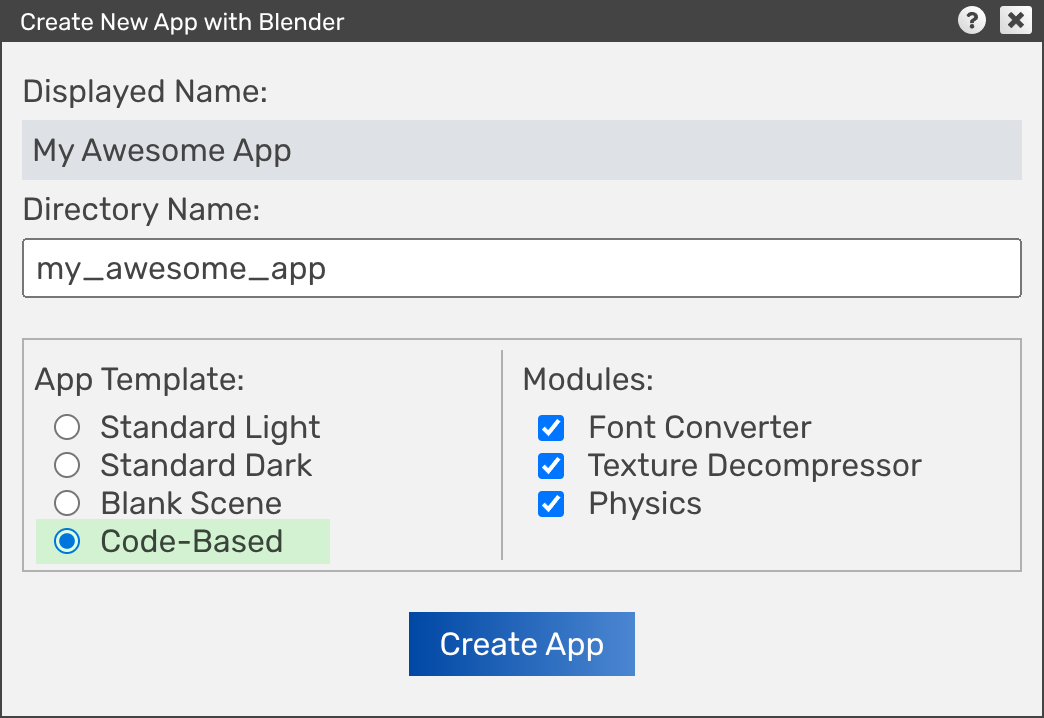 Create New App with Blender
?
Displayed Name:
My Awesome App
Directory Name:
my_awesome_app
App Template:
Standard Light
Standard Dark
Blank Scene
Code-Based
Modules:
Font Converter
Texture Decompressor
Physics
Create App